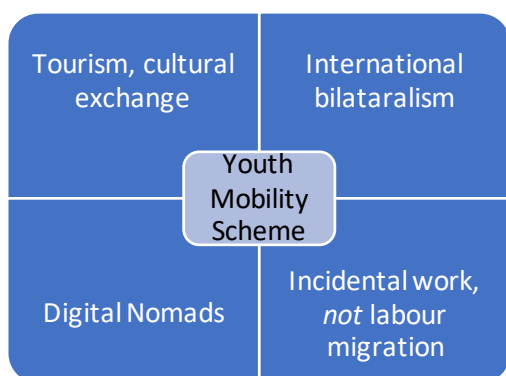 Tourism, cultural
exchange
International
bilataralism
Youth
Mobility
Scheme
Digital Nomads
Incidental work,
not labour
migration